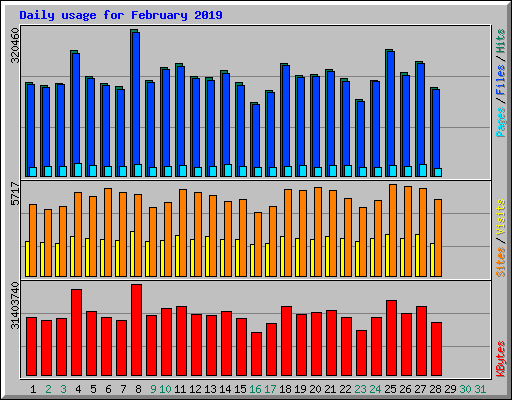 Daily usage for February 2019
320460
Pages / Files / Hits
5717
Sites / Visits
31403740
KBytes
1 2 3 4 5 6 7 8 9 10 11 12 13 14 15 16 17 18 19 20 21 22 23 24 25 26 27 28 29 30 31